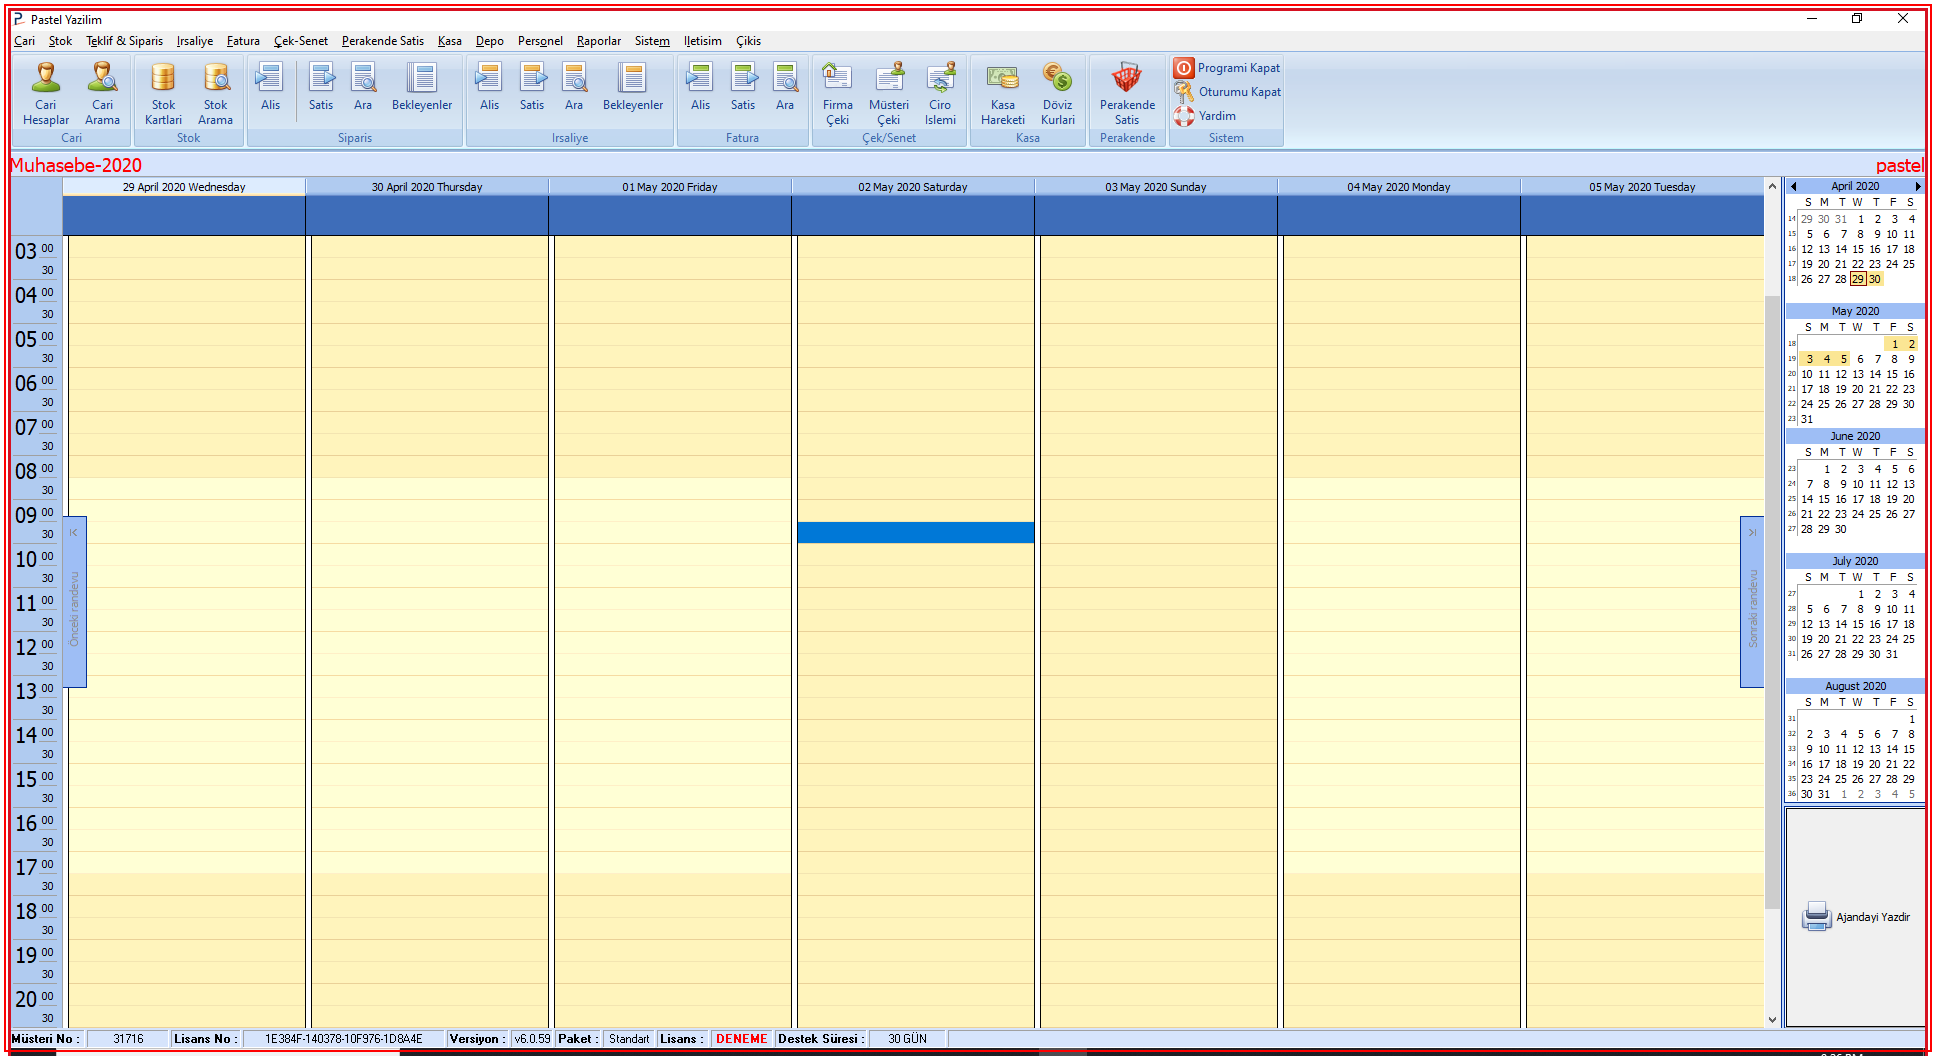 Pastel Yazilim
Cari Stok Teklif & Siparis Irsaliye Fatura Çek-Senet Perakende Satis Kasa Depo Personel Raporlar Sistem Iletisim Çikis
Cari Hesaplar Cari Arama
Cari
Stok Kartlari Stok Arama
Stok
Alis Satis Ara Bekleyenler
Siparis
Alis Satis Ara Bekleyenler
Irsaliye
Alis Satis Ara
Fatura
Firma Çeki Müsteri Çeki Ciro Islemi
Çek/Senet
Kasa Hareketi Döviz Kurlari
Kasa
Perakende Satis
Perakende
Programi Kapat
Oturumu Kapat
Yardim
Sistem
Muhasebe-2020 pastel
29 April 2020 Wednesday 30 April 2020 Thursday 01 May 2020 Friday 02 May 2020 Saturday 03 May 2020 Sunday 04 May 2020 Monday 05 May 2020 Tuesday
03 00
30
04 00
30
05 00
30
06 00
30
07 00
30
08 00
30
09 00
30
10 00
30
11 00
30
12 00
30
13 00
30
14 00
30
15 00
30
16 00
30
17 00
30
18 00
30
19 00
30
20 00
30
Önceki randevu
Sonraki randevu
April 2020
S M T W T F S
14 29 30 31 1 2 3 4
15 5 6 7 8 9 10 11
16 12 13 14 15 16 17 18
17 19 20 21 22 23 24 25
18 26 27 28 29 30
May 2020
S M T W T F S
18 1 2
19 3 4 5 6 7 8 9
20 10 11 12 13 14 15 16
21 17 18 19 20 21 22 23
22 24 25 26 27 28 29 30
23 31
June 2020
S M T W T F S
23 1 2 3 4 5 6
24 7 8 9 10 11 12 13
25 14 15 16 17 18 19 20
26 21 22 23 24 25 26 27
27 28 29 30
July 2020
S M T W T F S
27 1 2 3 4
28 5 6 7 8 9 10 11
29 12 13 14 15 16 17 18
30 19 20 21 22 23 24 25
31 26 27 28 29 30 31
August 2020
S M T W T F S
31 1
32 2 3 4 5 6 7 8
33 9 10 11 12 13 14 15
34 16 17 18 19 20 21 22
35 23 24 25 26 27 28 29
36 30 31 1 2 3 4 5
Ajandayi Yazdir
Müsteri No : 31716 Lisans No : 1E384F-140378-10F976-1D8A4E Versiyon : v6.0.59 Paket : Standart Lisans : DENEME Destek Süresi : 30 GÜN